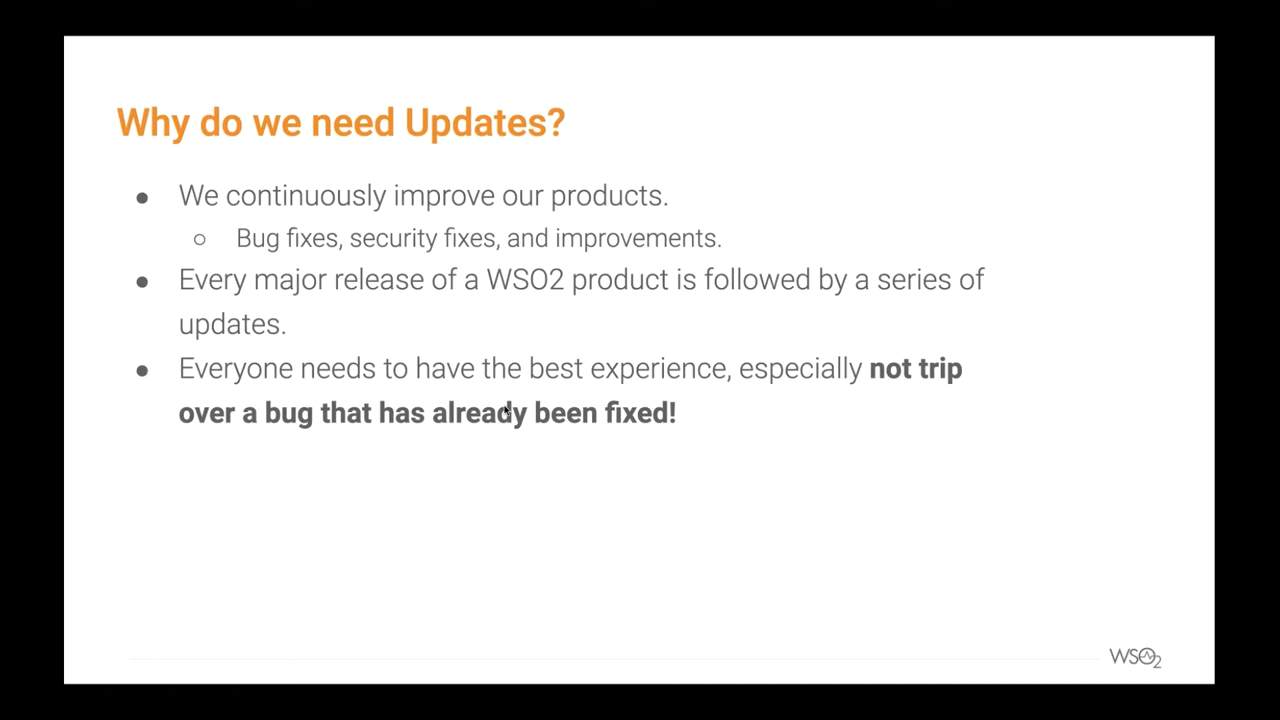 Why do we need Updates?
● We continuously improve our products.
○ Bug fixes, security fixes, and improvements.
● Every major release of a WSO2 product is followed by a series of
updates.
● Everyone needs to have the best experience, especially not trip
over a bug that has already been fixed!
WSO2